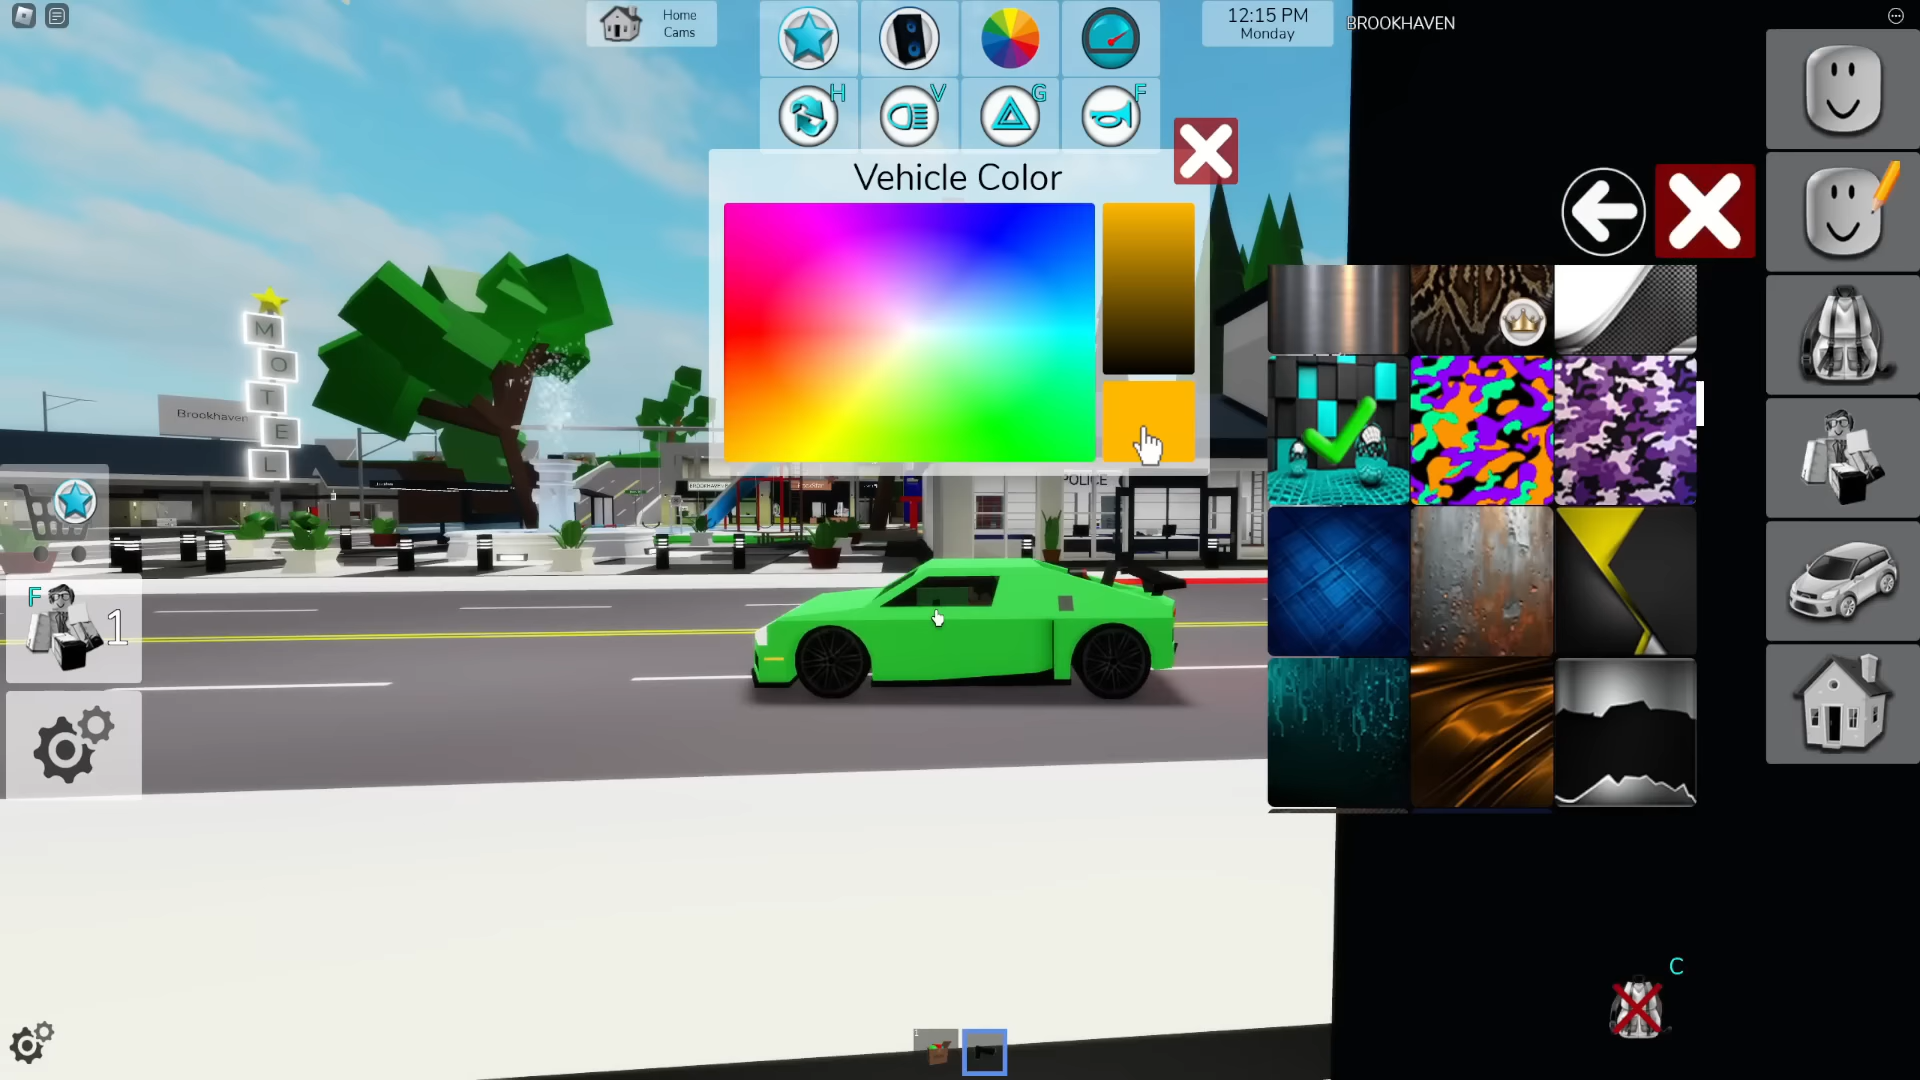 Home
Cams
12:15 PM
Monday
BROOKHAVEN
H
V
G
F
Vehicle Color
M
O
T
E
L
Brookhaven
POLICE
F
1
C